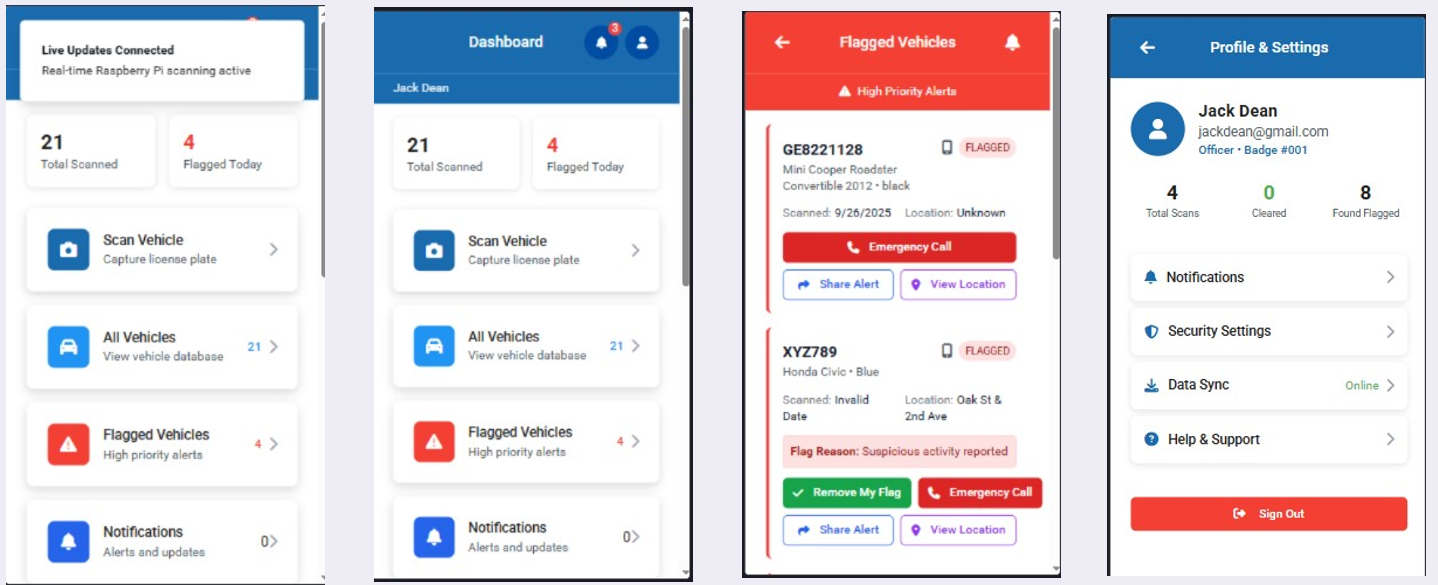 Live Updates Connected
Real-time Raspberry Pi scanning active
21
Total Scanned
4
Flagged Today
Scan Vehicle
Capture license plate
All Vehicles
View vehicle database
21
Flagged Vehicles
High priority alerts
4
Notifications
Alerts and updates
0
Dashboard
3
Jack Dean
21
Total Scanned
4
Flagged Today
Scan Vehicle
Capture license plate
All Vehicles
View vehicle database
21
Flagged Vehicles
High priority alerts
4
Notifications
Alerts and updates
0
Flagged Vehicles
High Priority Alerts
GE8221128
FLAGGED
Mini Cooper Roadster
Convertible 2012 • black
Scanned: 9/26/2025 Location: Unknown
Emergency Call
Share Alert
View Location
XYZ789
FLAGGED
Honda Civic • Blue
Scanned: Invalid
Date
Location: Oak St &
2nd Ave
Flag Reason: Suspicious activity reported
Remove My Flag
Emergency Call
Share Alert
View Location
Profile & Settings
Jack Dean
jackdean@gmail.com
Officer • Badge #001
4
Total Scans
0
Cleared
8
Found Flagged
Notifications
Security Settings
Data Sync
Online
Help & Support
Sign Out